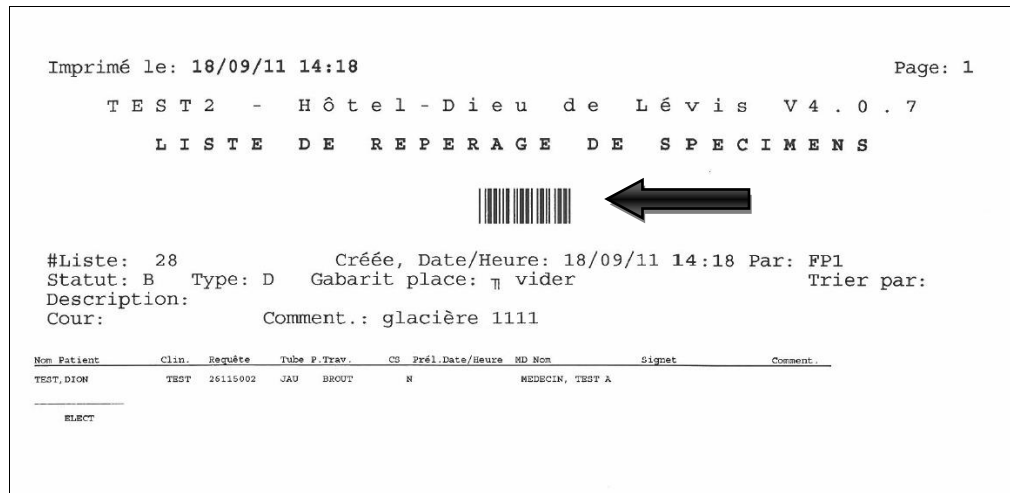 Imprimé le: 18/09/11 14:18 Page: 1
TEST2 - Hôtel-Dieu de Lévis V4.0.7
LISTE DE REPERAGE DE SPECIMENS
#Liste: 28 Créée, Date/Heure: 18/09/11 14:18 Par: FP1
Statut: B Type: D Gabarit place: ╖ vider Trier par:
Description:
Cour: Comment.: glacière 1111
Nom Patient Clin. Requête Tube P.Trav. CS Prél.Date/Heure MD Nom Signet Comment.
TEST,DION TEST 26115002 JAU BROUT N MEDECIN, TEST A
ELECT